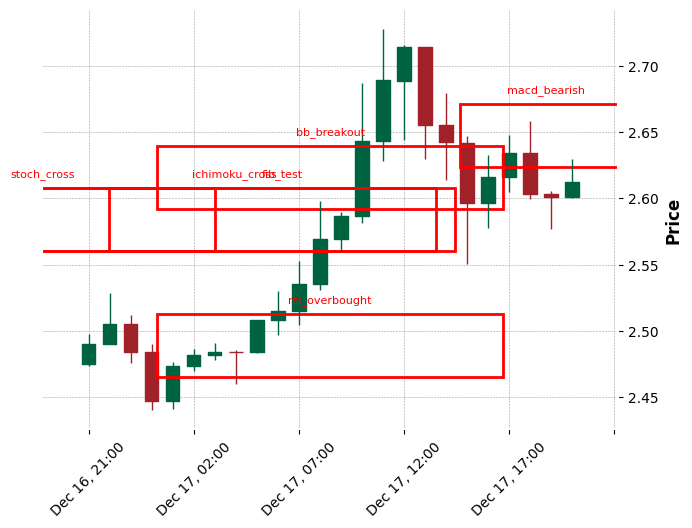 2.70
macd_bearish
2.65
bb_breakout
stoch_cross
ichimoku_cross
fib_test
2.60
Price
2.55
rsi_overbought
2.50
2.45
Dec 16, 21:00
Dec 17, 02:00
Dec 17, 07:00
Dec 17, 12:00
Dec 17, 17:00